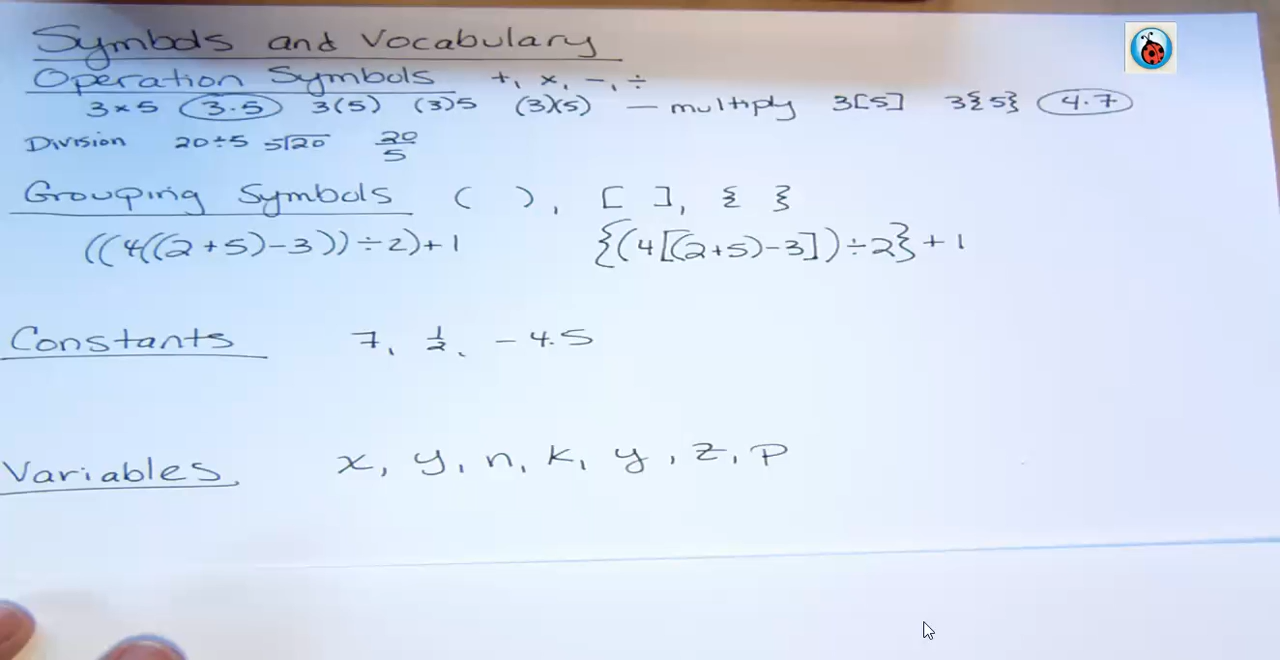 Symbols and Vocabulary
Operation Symbols +, ×, −, ÷
3×5 3·5 3(5) (3)5 (3)(5) — multiply 3[5] 3{5} 4·7
Division 20÷5 5√20 20/5
Grouping Symbols ( ), [ ], { }
((4((2+5)-3))÷2)+1 {(4[(2+5)-3])÷2}+1
Constants 7, 1/2, -4.5
Variables, x, y, n, k, y, z, p